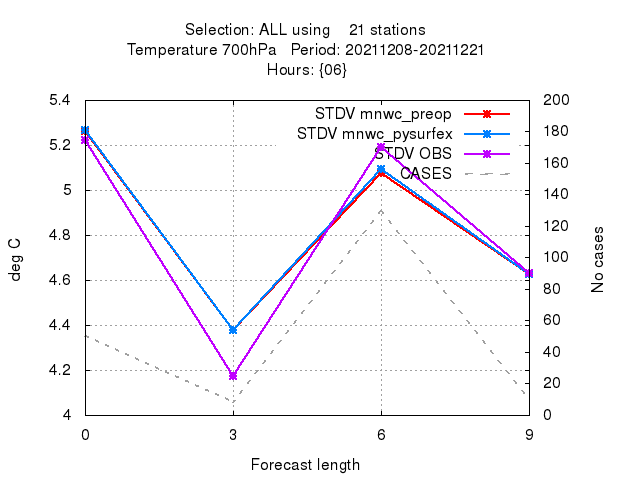 Selection: ALL using    21 stations
Temperature 700hPa   Period: 20211208-20211221
Hours: {06}
STDV mnwc_preop
STDV mnwc_pysurfex
STDV OBS
CASES
5.4
5.2
5
4.8
4.6
4.4
4.2
4
200
180
160
140
120
100
80
60
40
20
0
deg C
No cases
0 3 6 9
Forecast length